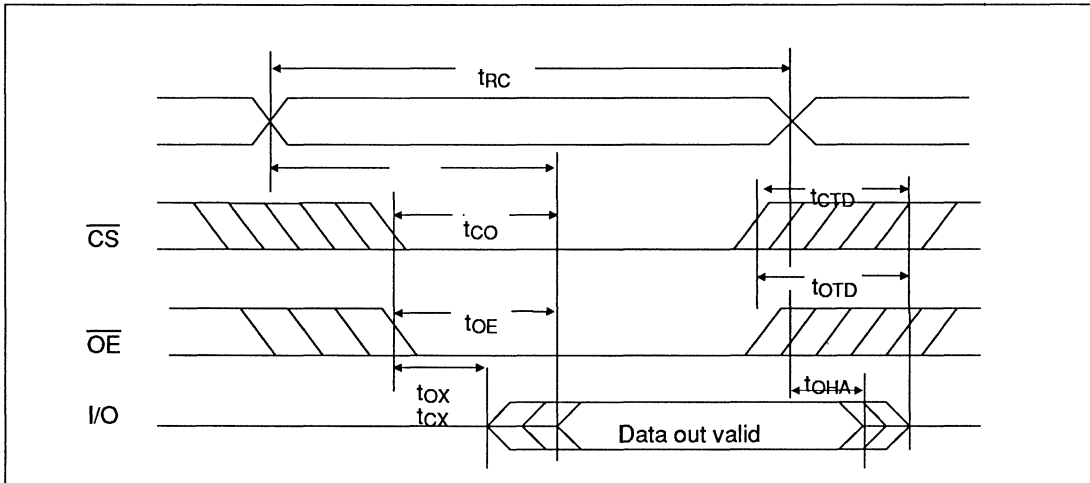 tRC
tCTD
tCO
CS
tOTD
tOE
OE
tOHA
tOX
tCX
I/O
Data out valid